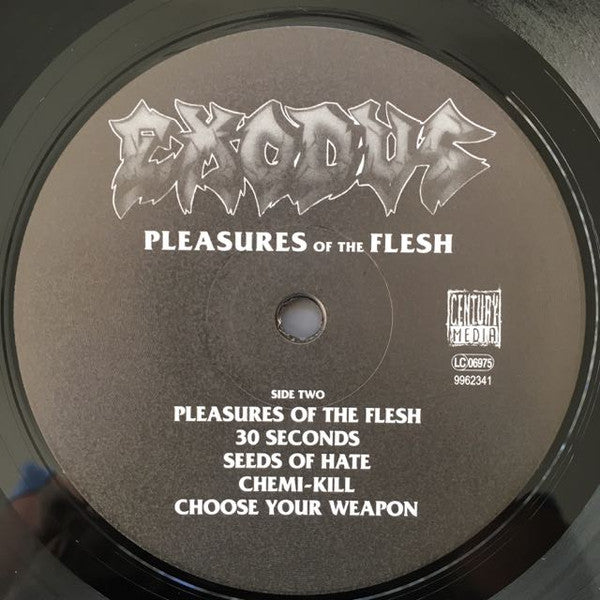 EXODUS
PLEASURES OF THE FLESH
CENTURY
MEDIA
LC 06975
9962341
SIDE TWO
PLEASURES OF THE FLESH
30 SECONDS
SEEDS OF HATE
CHEMI-KILL
CHOOSE YOUR WEAPON